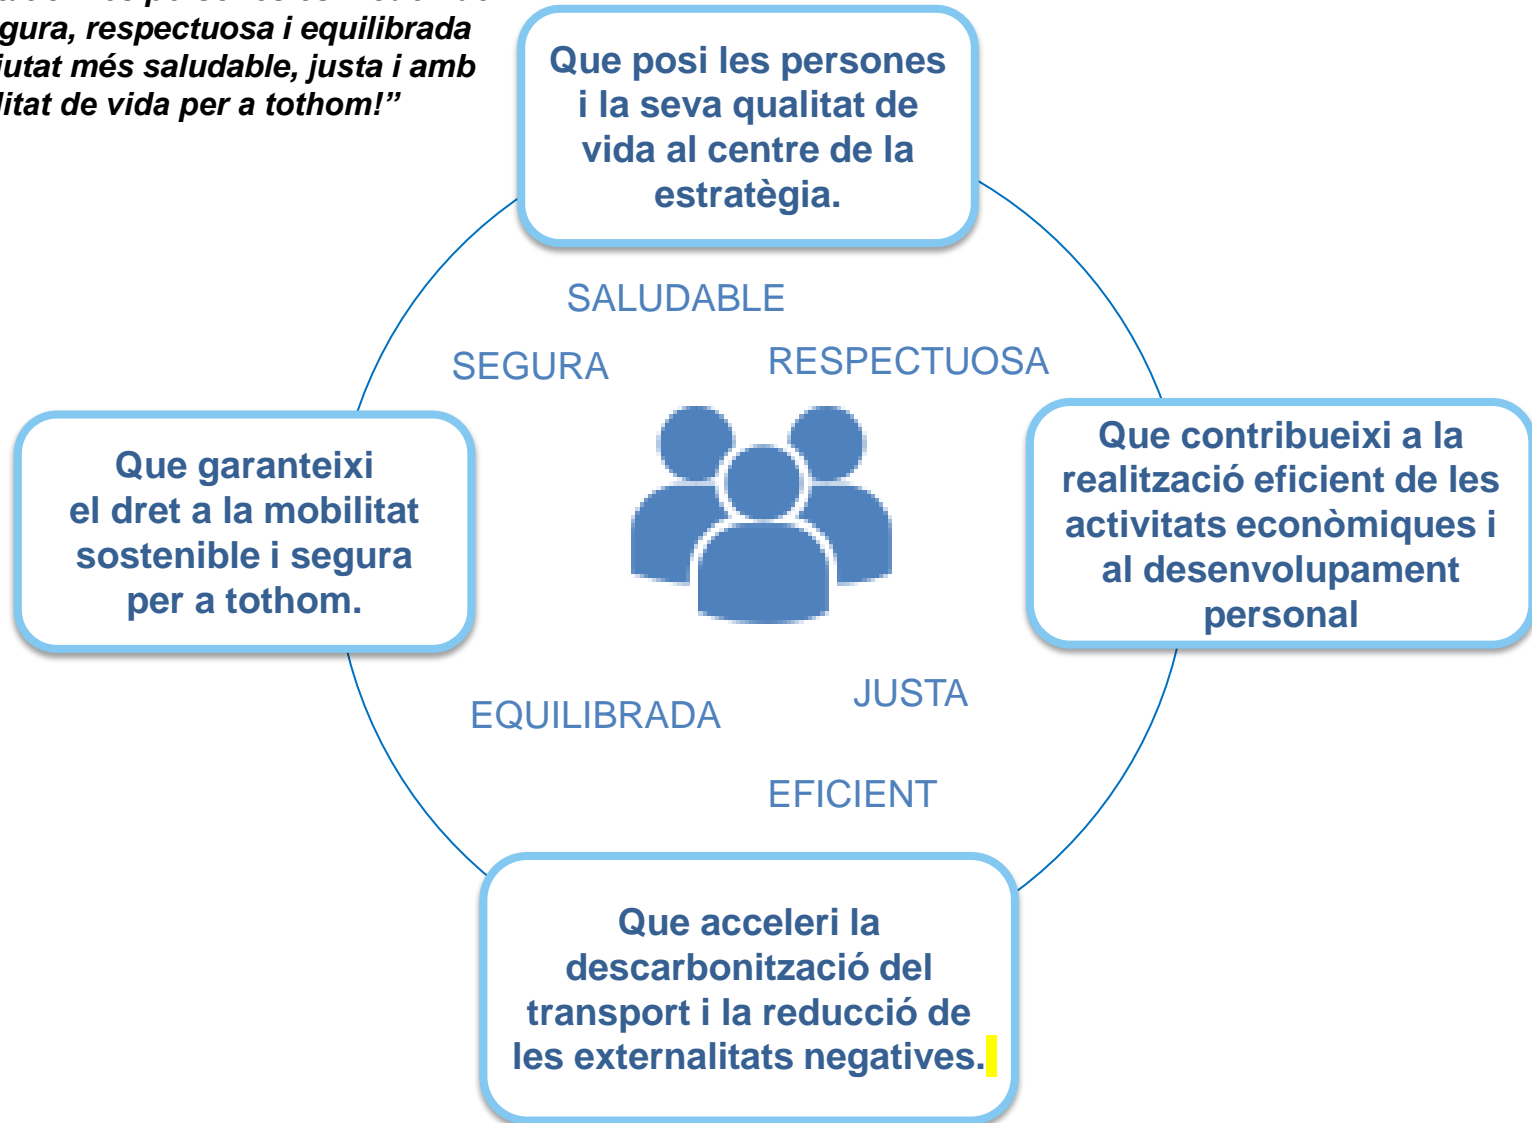 gura, respectuosa i equilibrada
iutat més saludable, justa i amb
litat de vida per a tothom!”
Que posi les persones
i la seva qualitat de
vida al centre de la
estratègia.
SALUDABLE
SEGURA
RESPECTUOSA
Que garanteixi
el dret a la mobilitat
sostenible i segura
per a tothom.
Que contribueixi a la
realització eficient de les
activitats econòmiques i
al desenvolupament
personal
JUSTA
EQUILIBRADA
EFICIENT
Que acceleri la
descarbonització del
transport i la reducció de
les externalitats negatives.